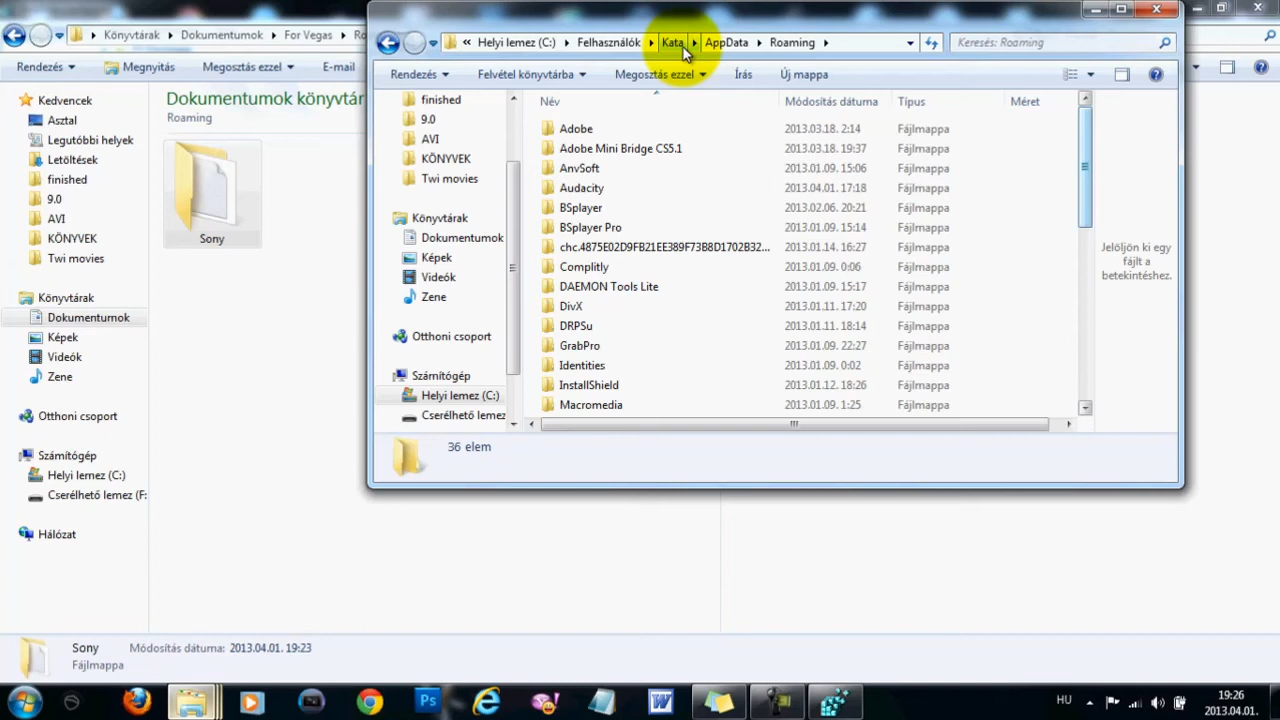 Könyvtárak
Dokumentumok
For Vegas
Helyi lemez (C:)
Felhasználók
Kata
AppData
Roaming
Keresés: Roaming
Rendezés
Megnyitás
Megosztás ezzel
E-mail
Rendezés
Felvétel könyvtárba
Megosztás ezzel
Írás
Új mappa
Kedvencek
Asztal
Legutóbbi helyek
Letöltések
finished
9.0
AVI
KÖNYVEK
Twi movies
Könyvtárak
Dokumentumok
Képek
Videók
Zene
Otthoni csoport
Számítógép
Helyi lemez (C:)
Cserélhető lemez (F:
Hálózat
Dokumentumok könyvtár
Roaming
Sony
finished
9.0
AVI
KÖNYVEK
Twi movies
Könyvtárak
Dokumentumok
Képek
Videók
Zene
Otthoni csoport
Számítógép
Helyi lemez (C:)
Cserélhető lemez
Név Módosítás dátuma Típus Méret
Adobe 2013.03.18. 2:14 Fájlmappa
Adobe Mini Bridge CS5.1 2013.03.18. 19:37 Fájlmappa
AnvSoft 2013.01.09. 15:06 Fájlmappa
Audacity 2013.04.01. 17:18 Fájlmappa
BSplayer 2013.02.06. 20:21 Fájlmappa
BSplayer Pro 2013.01.09. 15:14 Fájlmappa
chc.4875E02D9FB21EE389F73B8D1702B32... 2013.01.14. 16:27 Fájlmappa
Complitly 2013.01.09. 0:06 Fájlmappa
DAEMON Tools Lite 2013.01.09. 15:17 Fájlmappa
DivX 2013.01.11. 17:20 Fájlmappa
DRPSu 2013.01.11. 18:14 Fájlmappa
GrabPro 2013.01.09. 22:27 Fájlmappa
Identities 2013.01.09. 0:02 Fájlmappa
InstallShield 2013.01.12. 18:26 Fájlmappa
Macromedia 2013.01.09. 1:25 Fájlmappa
Jelöljön ki egy
fájlt a
betekintéshez.
36 elem
Sony Módosítás dátuma: 2013.04.01. 19:23
Fájlmappa
HU
19:26
2013.04.01.